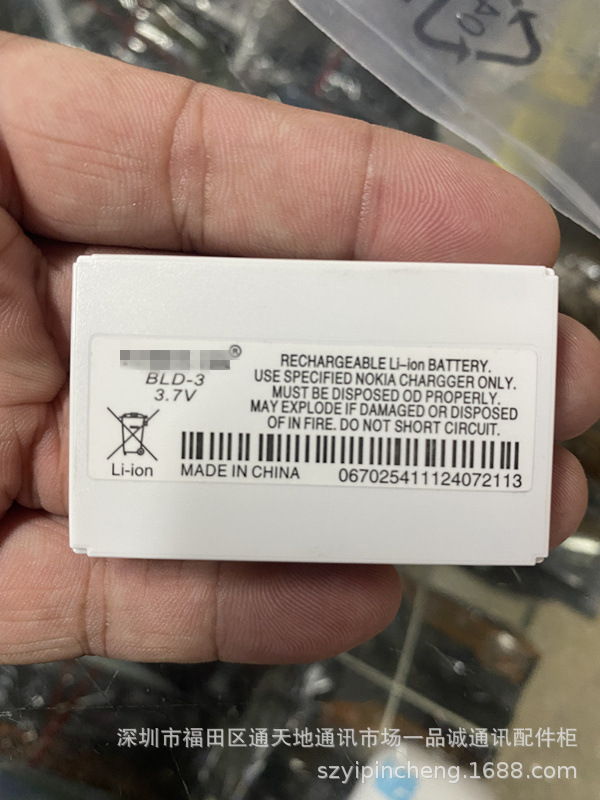 ®
BLD-3
3.7V
Li-ion
RECHARGEABLE Li-ion BATTERY.
USE SPECIFIED NOKIA CHARGGER ONLY.
MUST BE DISPOSED OD PROPERLY.
MAY EXPLODE IF DAMAGED OR DISPOSED
OF IN FIRE. DO NOT SHORT CIRCUIT.
MADE IN CHINA 0670254111124072113
深圳市福田区通天地通讯市场一品诚通讯配件柜
szyipincheng.1688.com